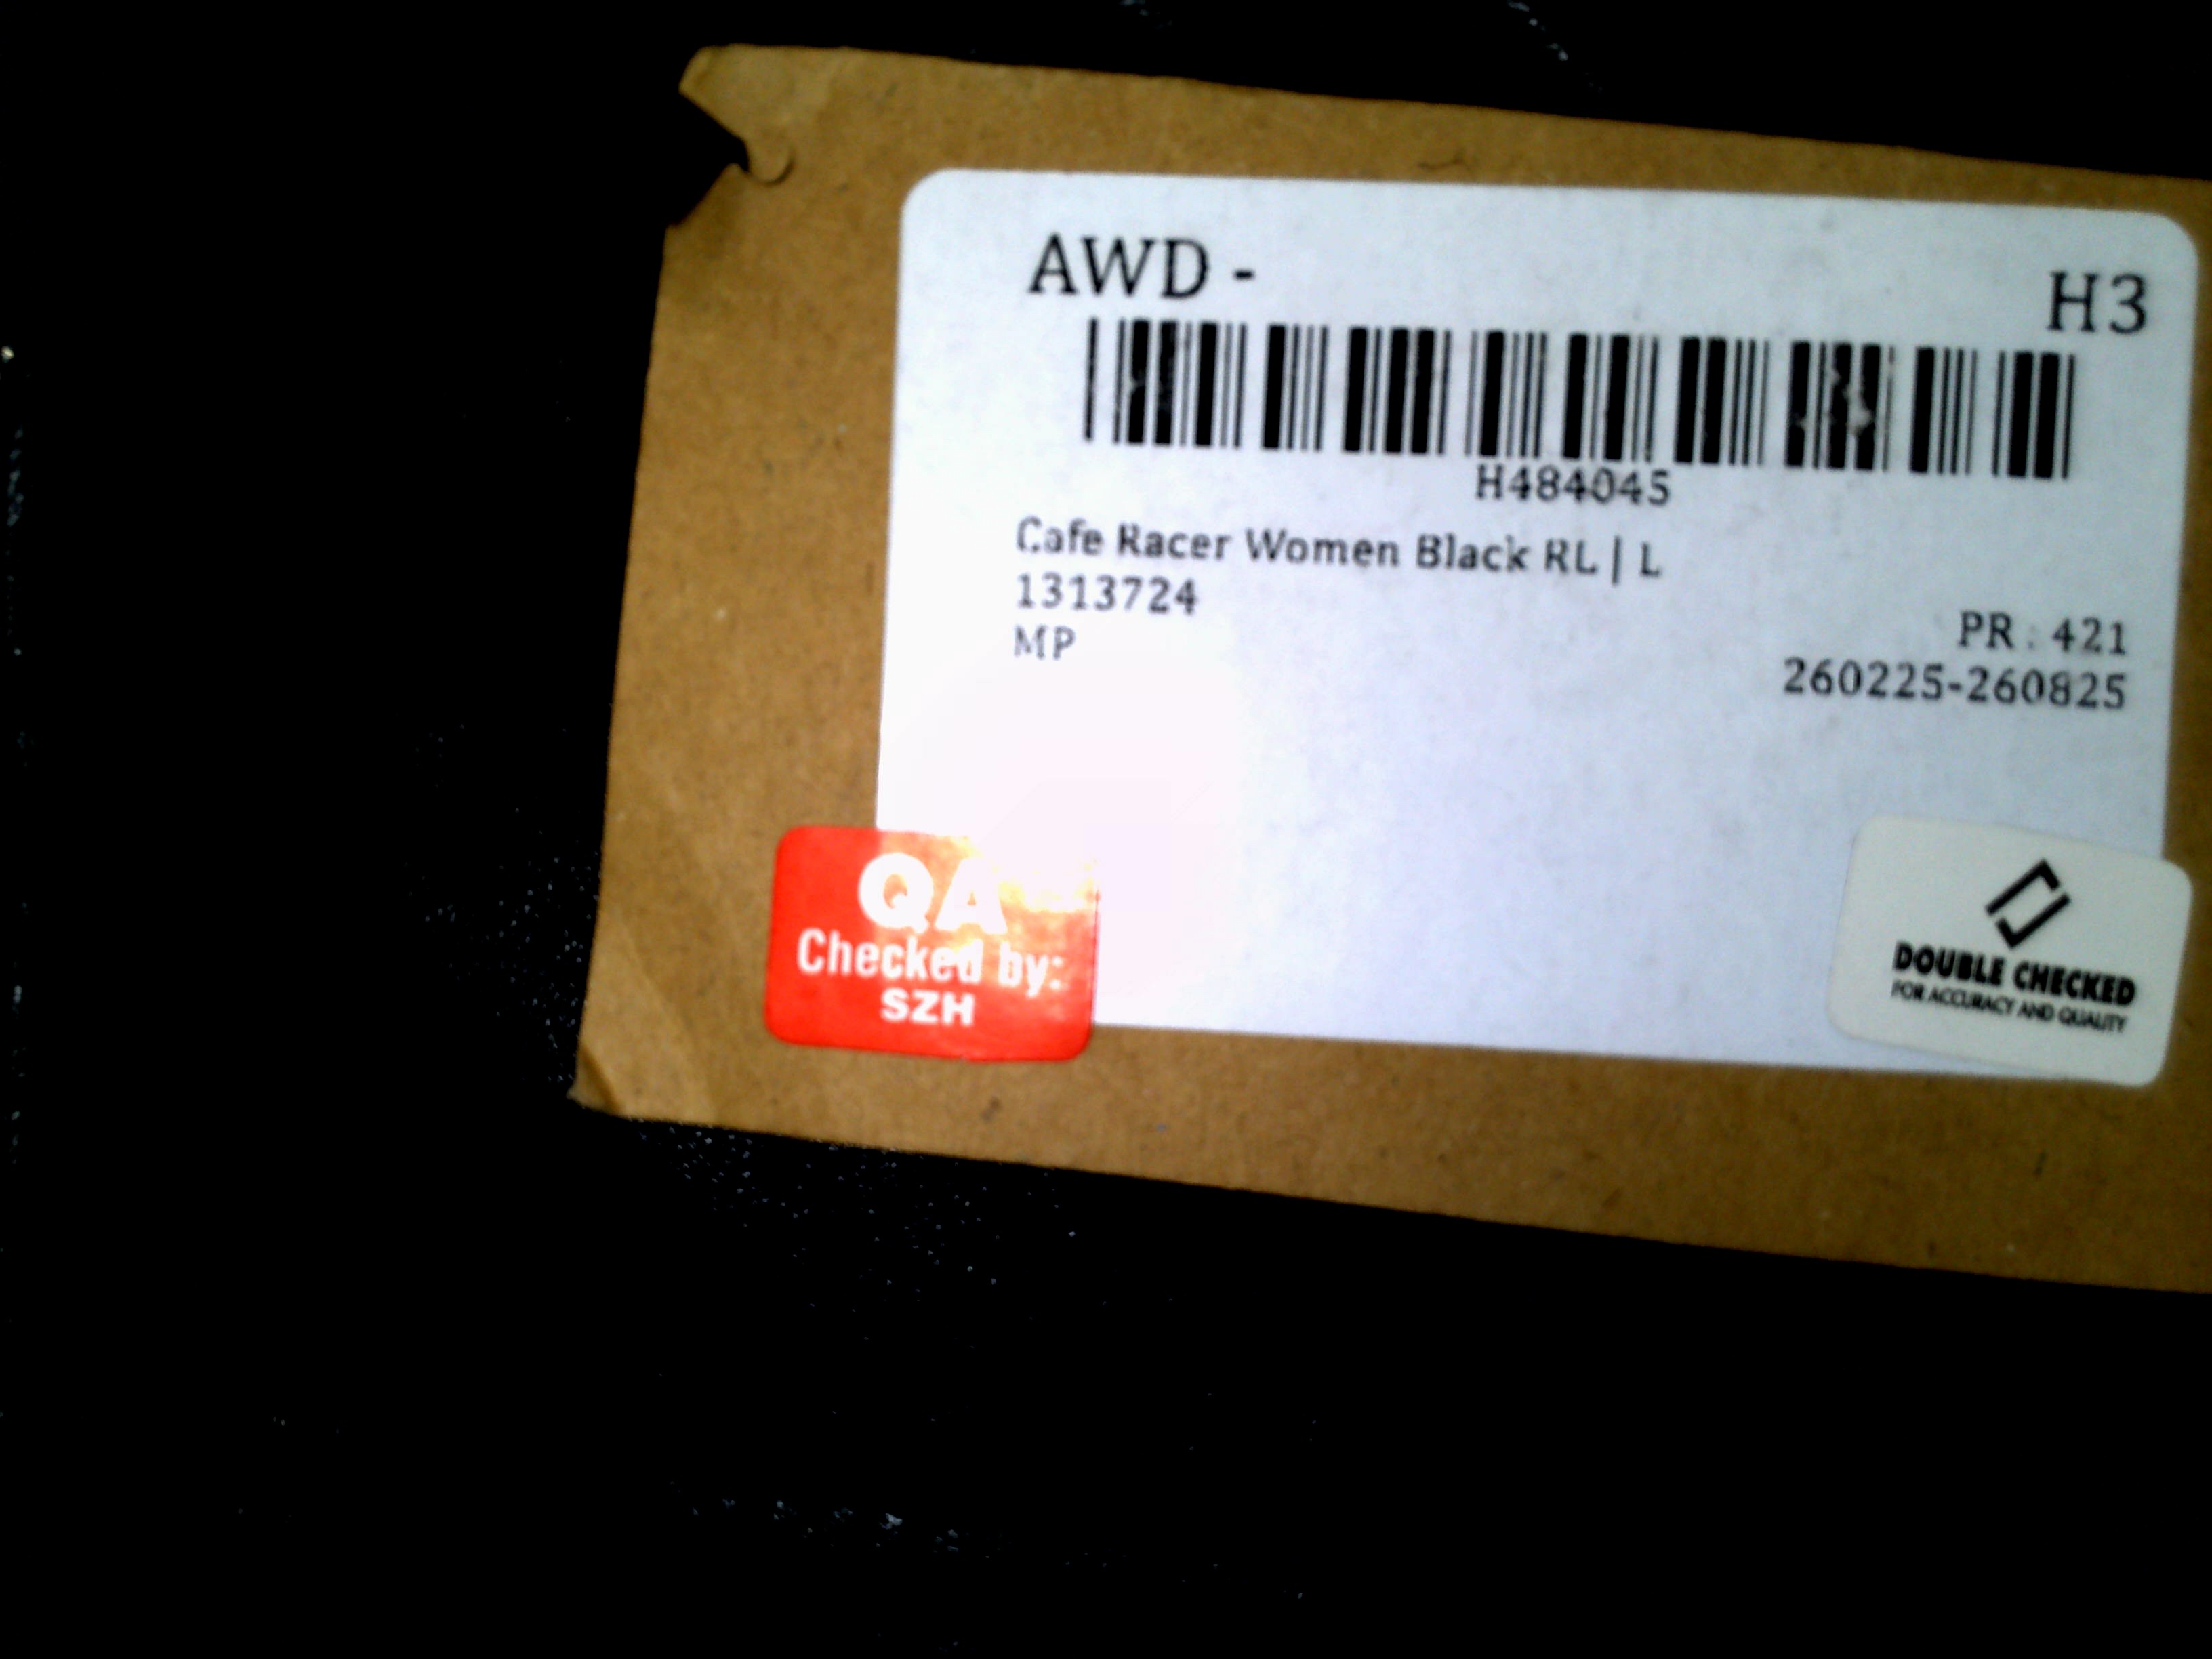 AWD - H3
H484045
Cafe Racer Women Black RL | L
1313724
MP
PR : 421
260225-260825
QA
Checked by:
SZH
DOUBLE CHECKED
FOR ACCURACY AND QUALITY